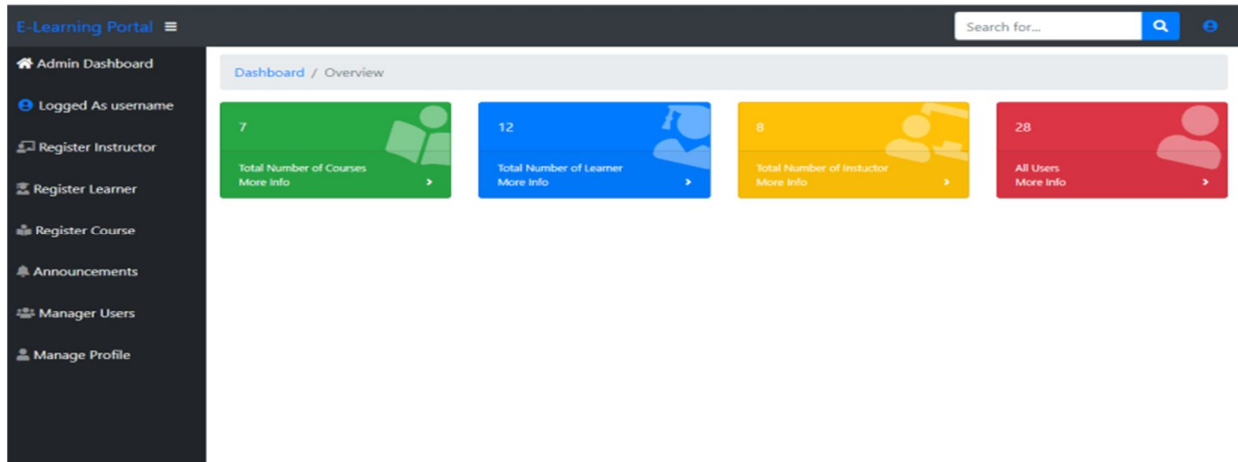 E-Learning Portal
Search for...
Admin Dashboard
Logged As username
Register Instructor
Register Learner
Register Course
Announcements
Manager Users
Manage Profile
Dashboard / Overview
7
Total Number of Courses
More Info
12
Total Number of Learner
More Info
8
Total Number of Instuctor
More Info
28
All Users
More Info